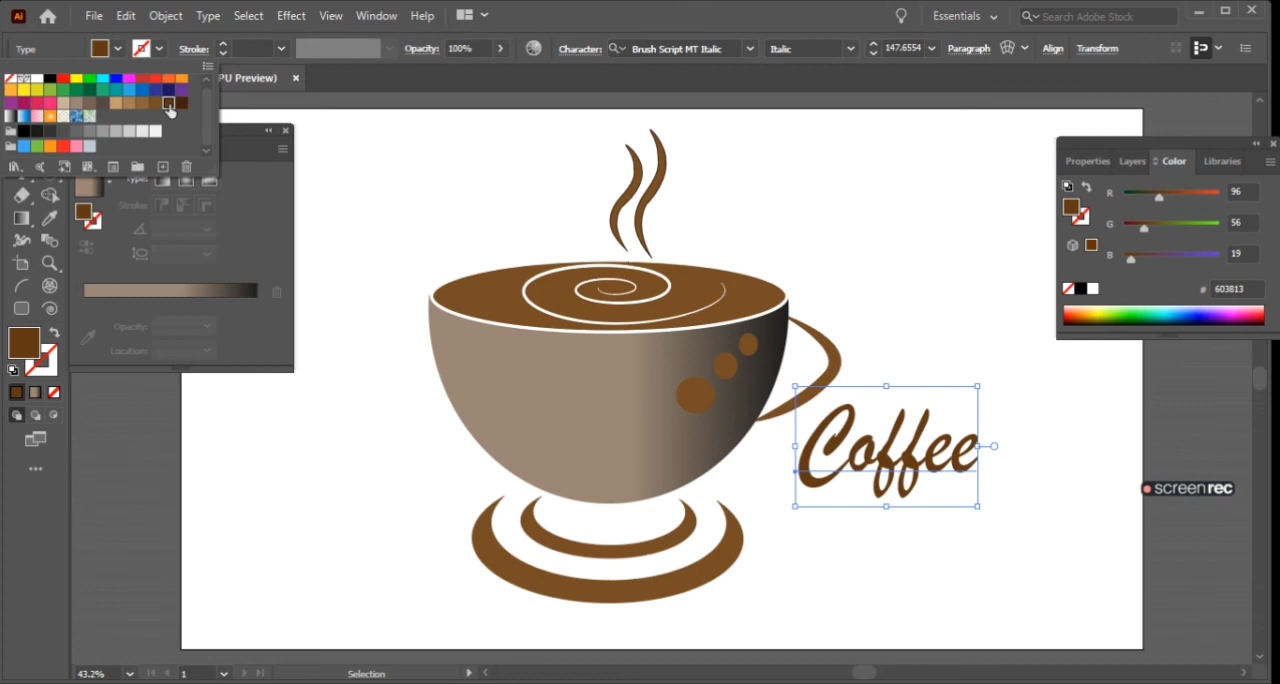 Ai File Edit Object Type Select Effect View Window Help Essentials Search Adobe Stock
Type Stroke: Opacity: 100% Character: Brush Script MT Italic Italic 147.6554 Paragraph Align Transform
PU Preview)
Properties Layers Color Libraries
Type:
R 96
Stroke:
G 56
B 19
# 603813
Opacity:
Location:
Coffee
screenrec
43.2% 1 Selection